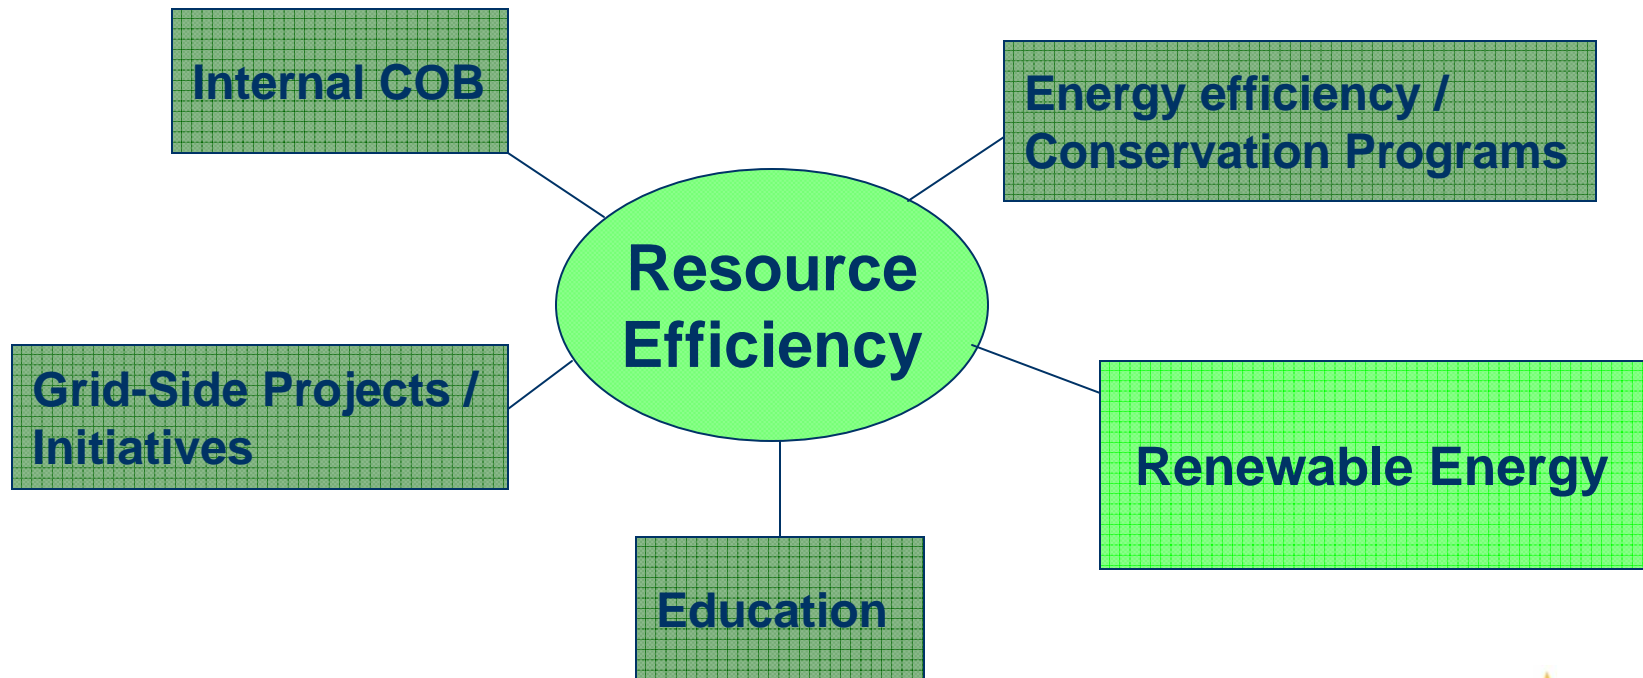 Internal COB
Energy efficiency /
Conservation Programs
Resource
Efficiency
Grid-Side Projects /
Initiatives
Renewable Energy
Education